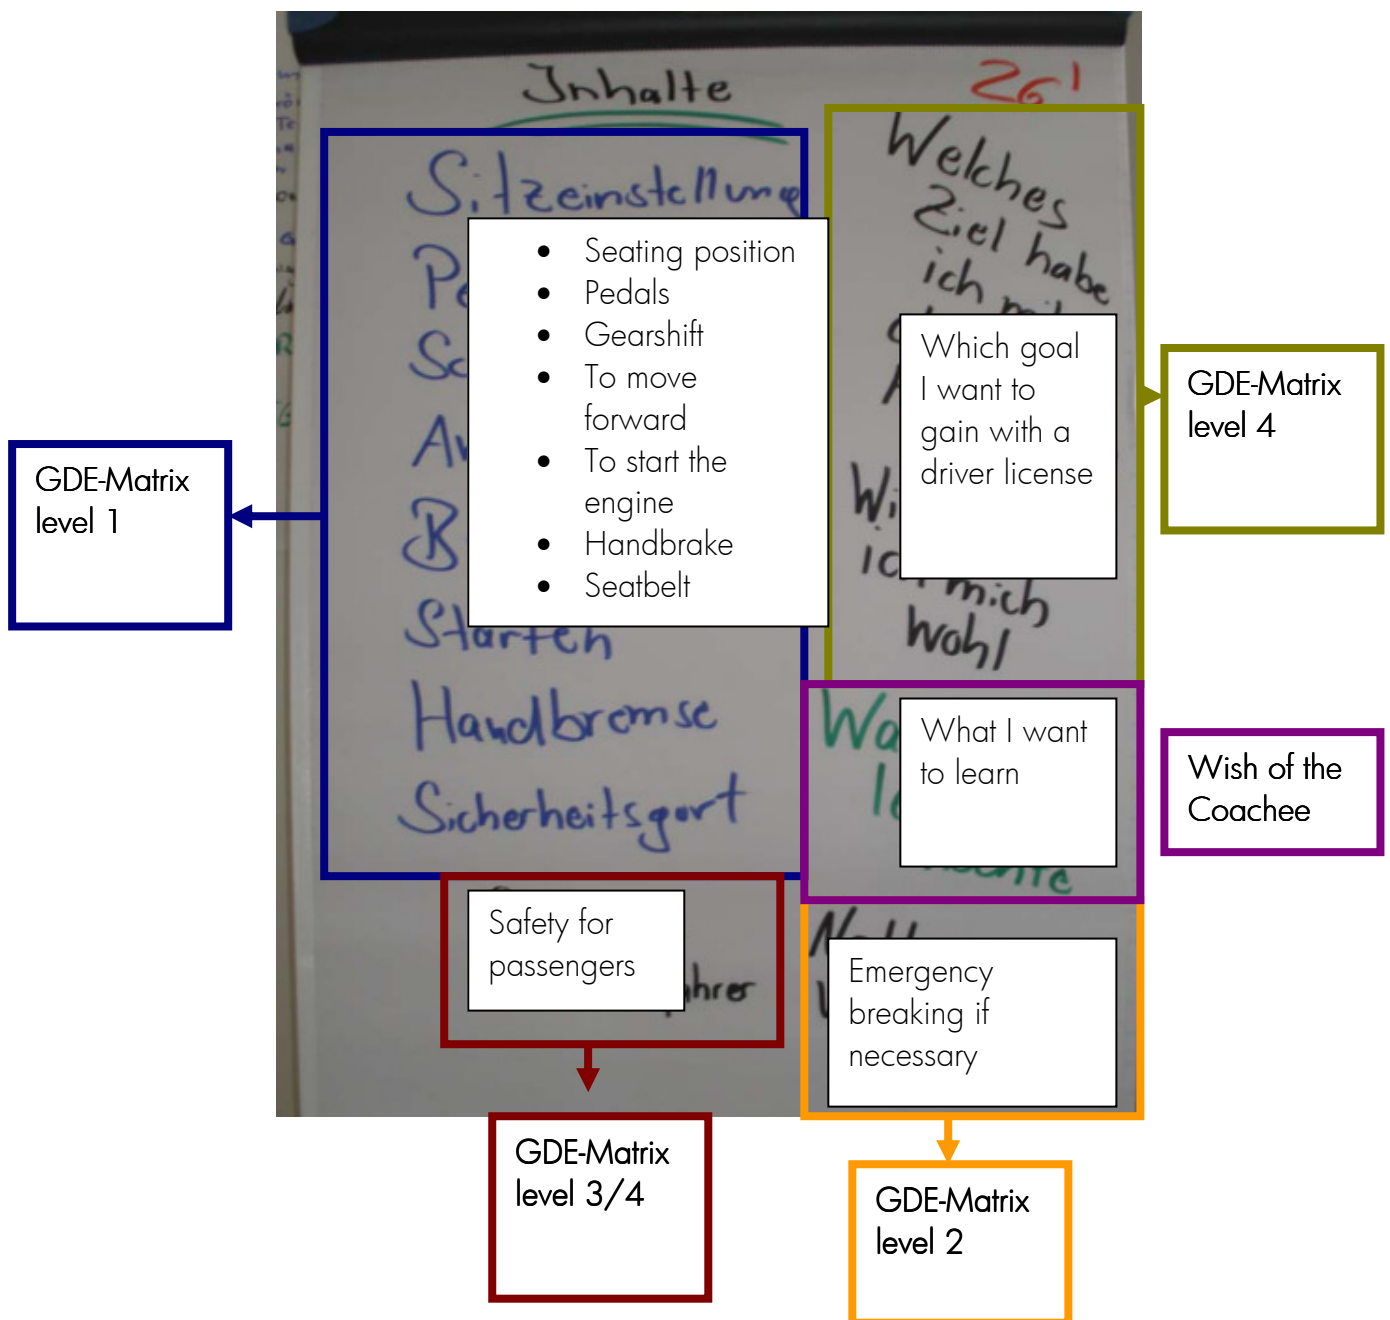 Inhalte
26'
Sitzeinstellung
• Seating position
• Pedals
• Gearshift
• To move
forward
• To start the
engine
• Handbrake
• Seatbelt
Starten
Handbremse
Sicherheitsgurt
Welches
Ziel habe
ich
Which goal
I want to
gain with a
driver license
ich mich
wohl
What I want
to learn
Safety for
passengers
Emergency
breaking if
necessary
GDE-Matrix
level 1
GDE-Matrix
level 4
Wish of the
Coachee
GDE-Matrix
level 3/4
GDE-Matrix
level 2